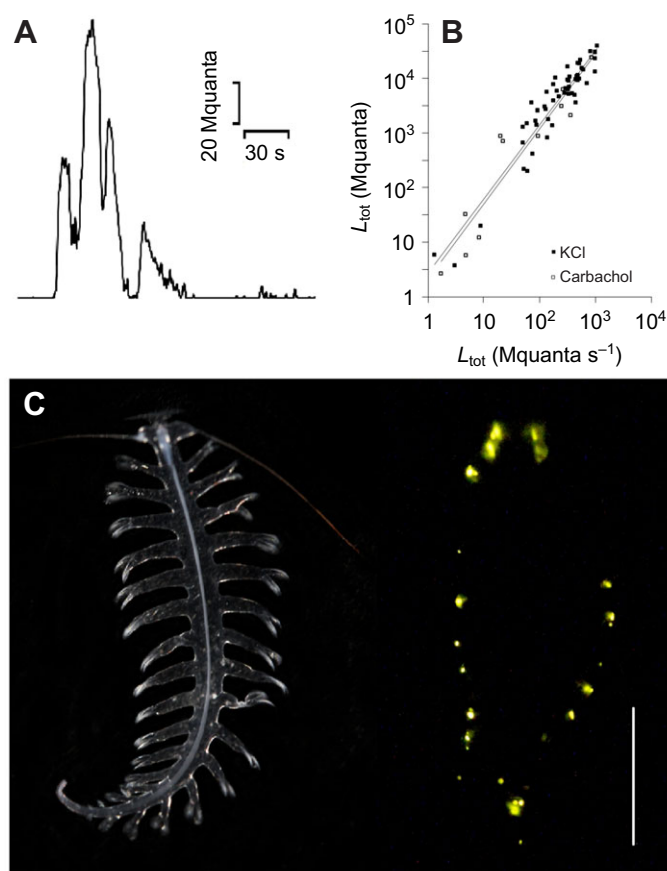 A
20 Mquanta
30 s
B
10⁵
10⁴
10³
10²
10
1
L_tot (Mquanta)
KCl
Carbachol
1
10
10²
10³
10⁴
L_tot (Mquanta s⁻¹)
C